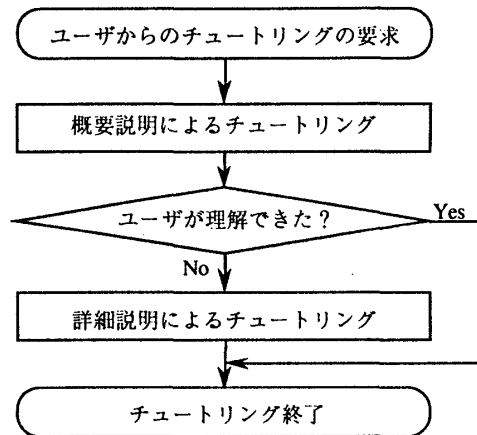 ユーザからのチュートリングの要求
概要説明によるチュートリング
ユーザが理解できた？
Yes
No
詳細説明によるチュートリング
チュートリング終了